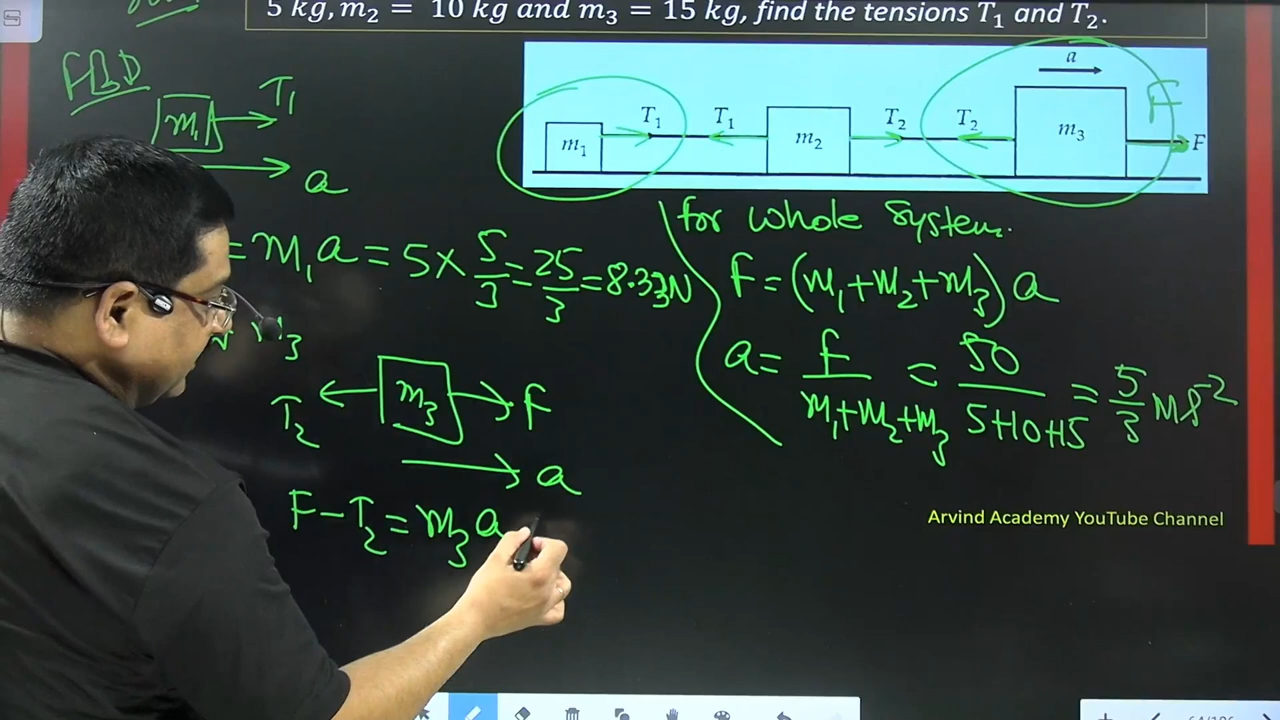 5 kg, m₂ = 10 kg and m₃ = 15 kg, find the tensions T₁ and T₂.
FBD
m₁ T₁
a
= m₁a = 5 × 5/3 = 25/3 = 8.33N
m₃
T₂ m₃ F
a
F - T₂ = m₃a
a
T₁ T₁ T₂ T₂ F
m₁ m₂ m₃ F
for whole System.
F = (m₁+m₂+m₃) a
a = F/(m₁+m₂+m₃) = 50/(5+10+15) = 5/3 ms⁻²
Arvind Academy YouTube Channel